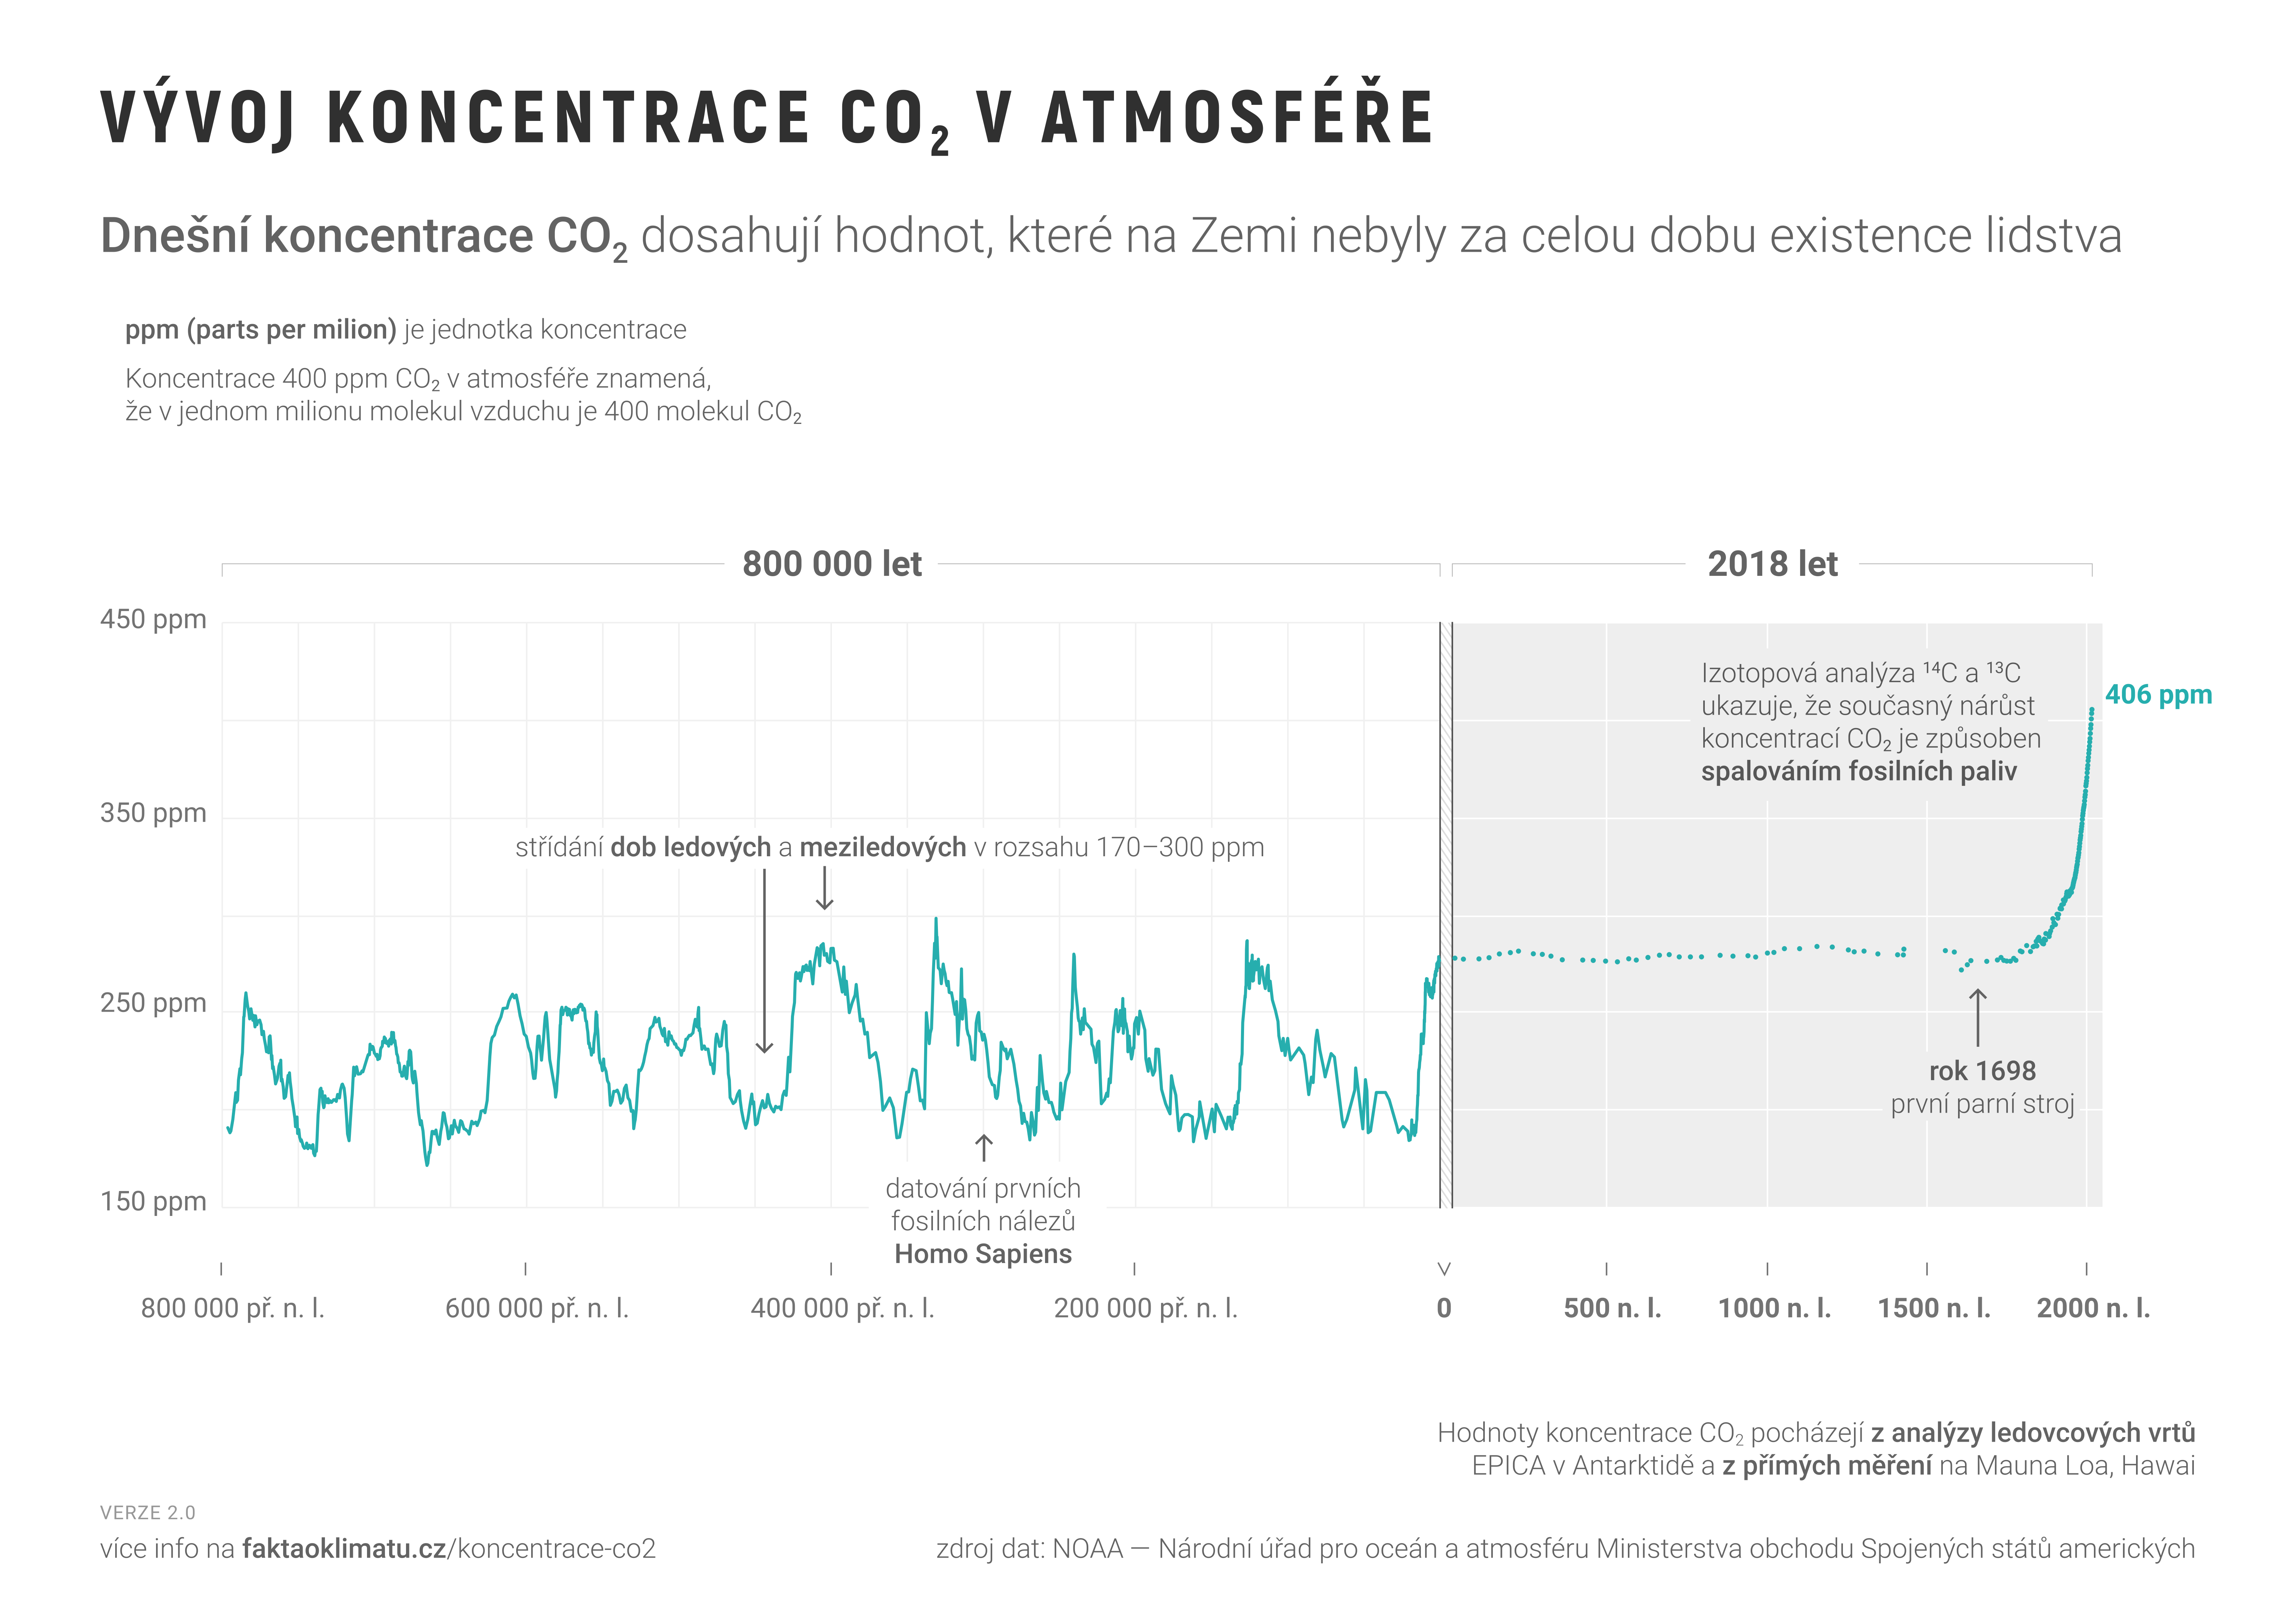 VÝVOJ KONCENTRACE CO₂ V ATMOSFÉŘE
Dnešní koncentrace CO₂ dosahují hodnot, které na Zemi nebyly za celou dobu existence lidstva
ppm (parts per milion) je jednotka koncentrace
Koncentrace 400 ppm CO₂ v atmosféře znamená,
že v jednom milionu molekul vzduchu je 400 molekul CO₂
800 000 let
2018 let
450 ppm
350 ppm
250 ppm
150 ppm
střídání dob ledových a meziledových v rozsahu 170–300 ppm
datování prvních
fosilních nálezů
Homo Sapiens
Izotopová analýza ¹⁴C a ¹³C
ukazuje, že současný nárůst
koncentrací CO₂ je způsoben
spalováním fosilních paliv
406 ppm
rok 1698
první parní stroj
800 000 př. n. l.
600 000 př. n. l.
400 000 př. n. l.
200 000 př. n. l.
0
500 n. l.
1000 n. l.
1500 n. l.
2000 n. l.
Hodnoty koncentrace CO₂ pocházejí z analýzy ledovcových vrtů
EPICA v Antarktidě a z přímých měření na Mauna Loa, Hawai
VERZE 2.0
více info na faktaoklimatu.cz/koncentrace-co2
zdroj dat: NOAA — Národní úřad pro oceán a atmosféru Ministerstva obchodu Spojených států amerických